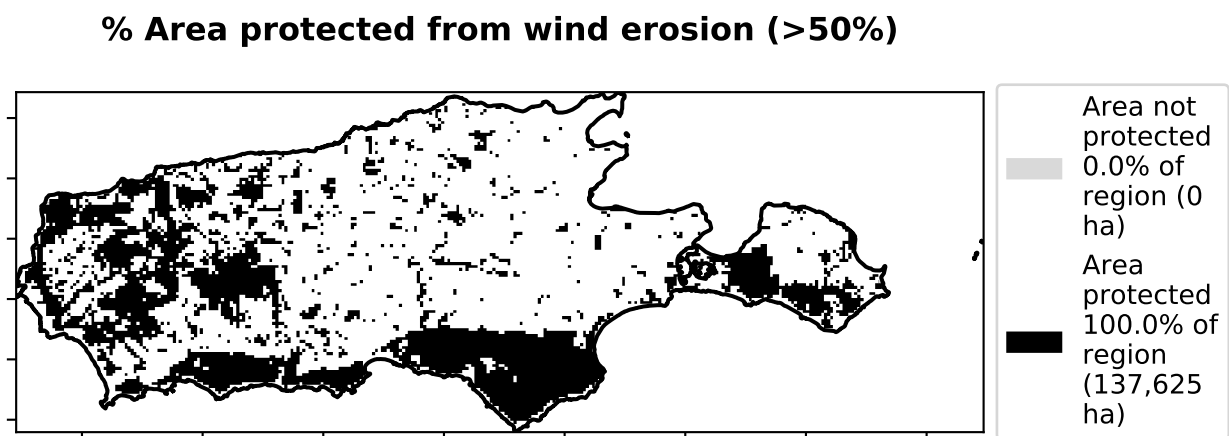 % Area protected from wind erosion (>50%)
Area not
protected
0.0% of
region (0
ha)
Area
protected
100.0% of
region
(137,625
ha)